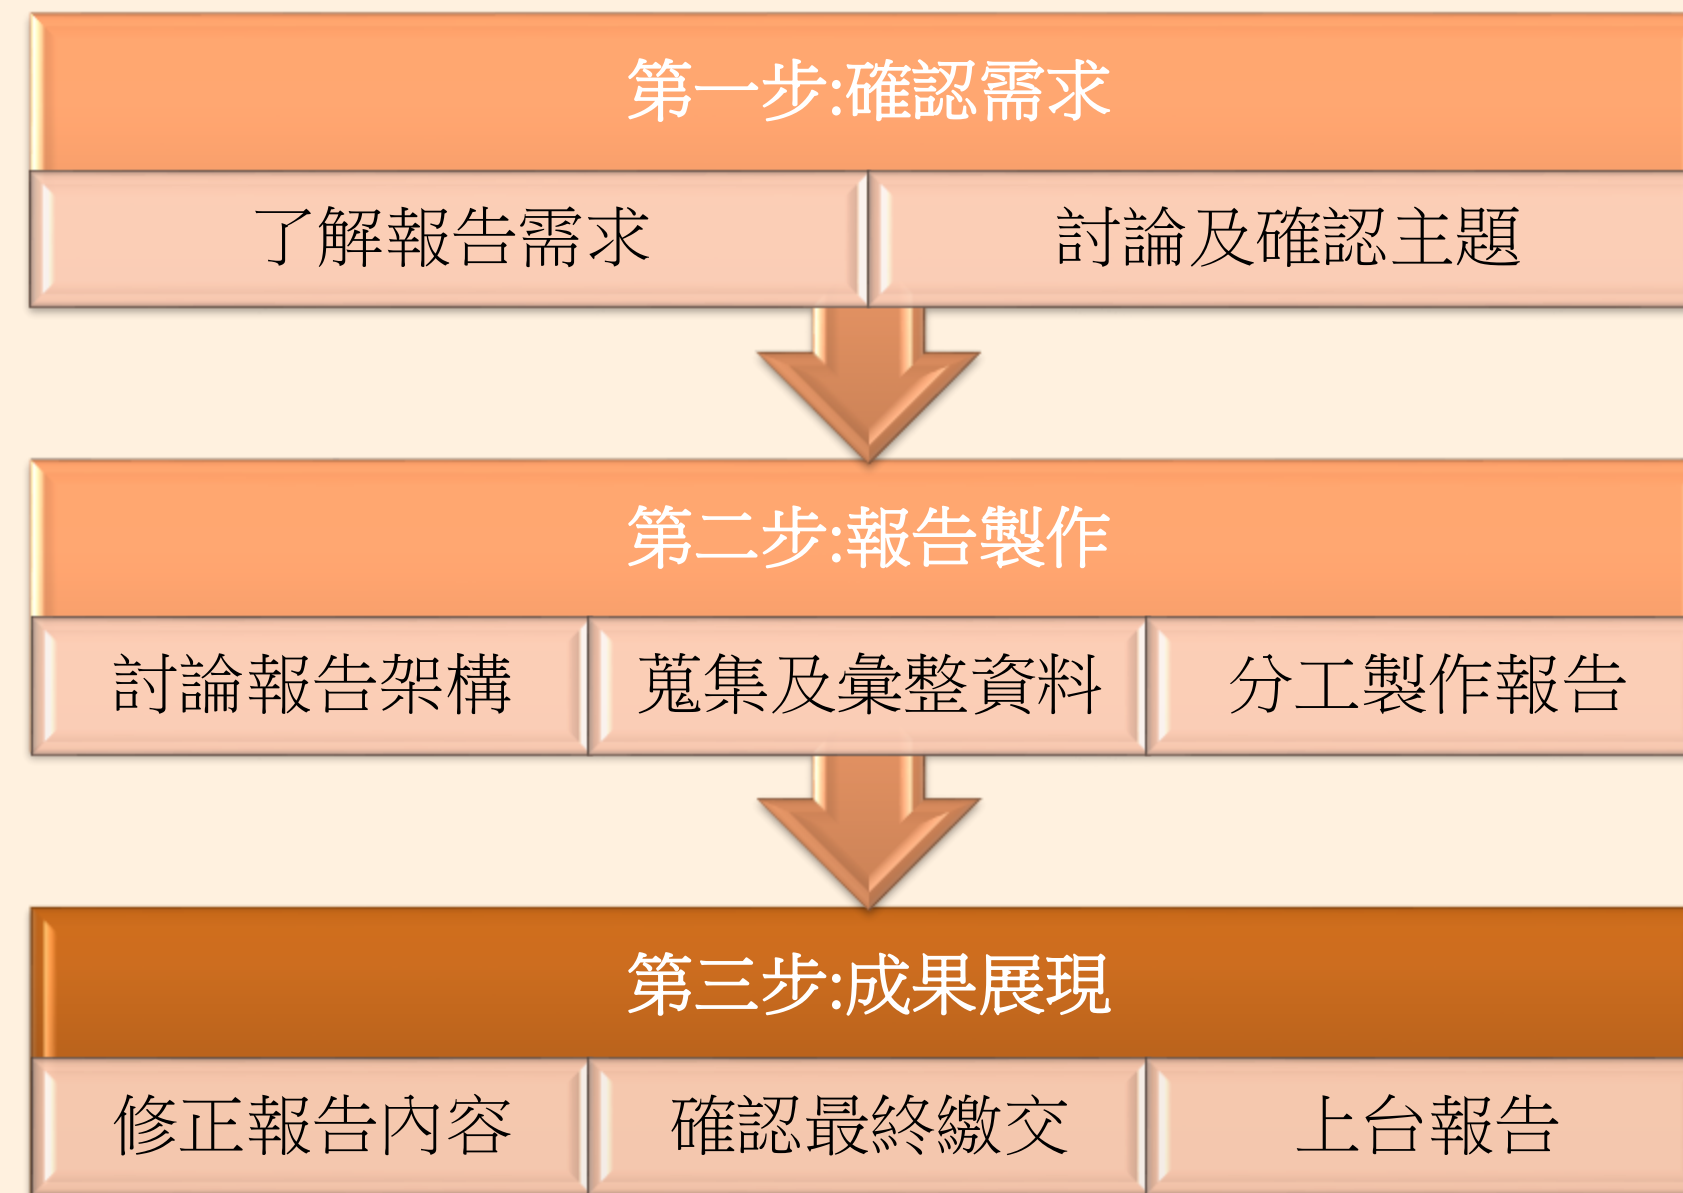 第一步:確認需求
了解報告需求 討論及確認主題
第二步:報告製作
討論報告架構 蒐集及彙整資料 分工製作報告
第三步:成果展現
修正報告內容 確認最終繳交 上台報告